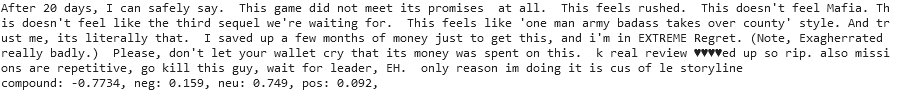 After 20 days, I can safely say.  This game did not meet its promises  at all.  This feels rushed.  This doesn't feel Mafia. Th
is doesn't feel like the third sequel we're waiting for.  This feels like 'one man army badass takes over county' style. And tr
ust me, its literally that.  I saved up a few months of money just to get this, and i'm in EXTREME Regret. (Note, Exagherrated
really badly.)  Please, don't let your wallet cry that its money was spent on this.  k real review ♥♥♥♥ed up so rip. also missi
ons are repetitive, go kill this guy, wait for leader, EH.  only reason im doing it is cus of le storyline
compound: -0.7734, neg: 0.159, neu: 0.749, pos: 0.092,